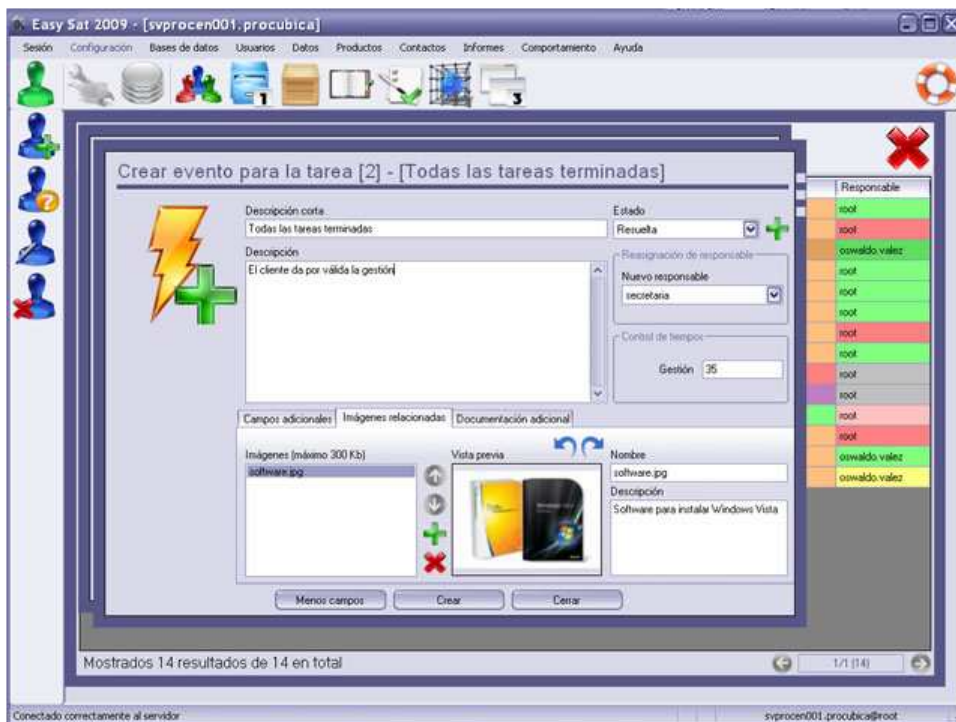 Easy Sat 2009 - [svprocen001.procubica]
Sesión Configuración Bases de datos Usuarios Datos Productos Contactos Informes Comportamiento Ayuda
1
3
Crear evento para la tarea [2] - [Todas las tareas terminadas]
Descripción corta
Todas las tareas terminadas
Estado
Resuelta
Descripción
El cliente da por válida la gestión
Reasignación de responsable
Nuevo responsable
secretaria
Control de tiempos
Gestión 35
Campos adicionales Imágenes relacionadas Documentación adicional
Imágenes (máximo 300 Kb)
software.jpg
Vista previa
Nombre
software.jpg
Descripción
Software para instalar Windows Vista
Menos campos Crear Cerrar
Responsable
root
root
oswaldo.valez
root
root
root
root
root
root
root
root
root
oswaldo.valez
oswaldo.valez
Mostrados 14 resultados de 14 en total
1/1 (14)
Conectado correctamente al servidor
svprocen001.procubica@root